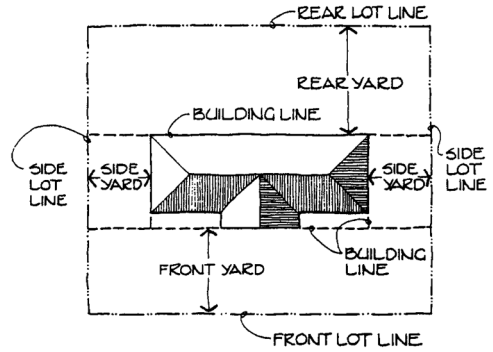 REAR LOT LINE
REAR YARD
BUILDING LINE
SIDE
LOT
LINE
SIDE
YARD
SIDE
YARD
SIDE
LOT
LINE
BUILDING
LINE
FRONT YARD
FRONT LOT LINE